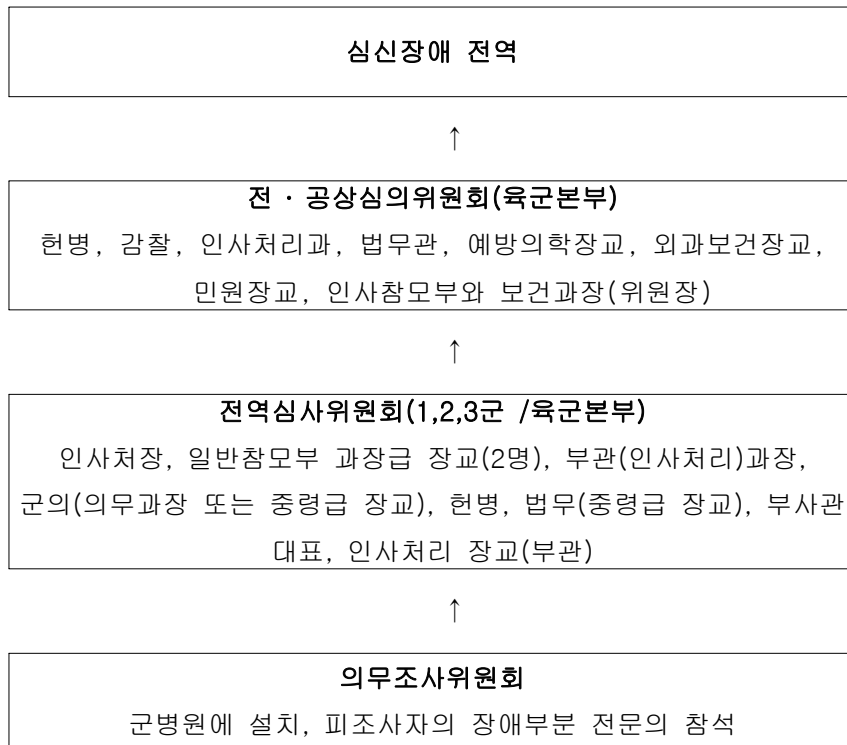 심신장애 전역
↑
전 · 공상심의위원회(육군본부)
헌병, 감찰, 인사처리과, 법무관, 예방의학장교, 외과보건장교,
민원장교, 인사참모부와 보건과장(위원장)
↑
전역심사위원회(1,2,3군 /육군본부)
인사처장, 일반참모부 과장급 장교(2명), 부관(인사처리)과장,
군의(의무과장 또는 중령급 장교), 헌병, 법무(중령급 장교), 부사관
대표, 인사처리 장교(부관)
↑
의무조사위원회
군병원에 설치, 피조사자의 장애부분 전문의 참석